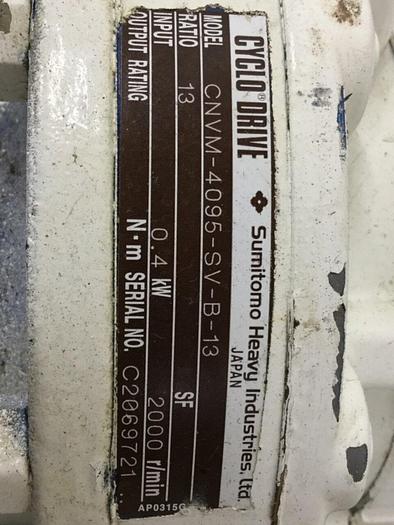 CYCLO® DRIVE Sumitomo Heavy Industries, Ltd.
JAPAN
MODEL CNVM-4095-SV-B-13
RATIO 13 SF
INPUT 0.4 kW 2000 r/min
OUTPUT RATING N·m SERIAL NO. C2069721
AP0315G